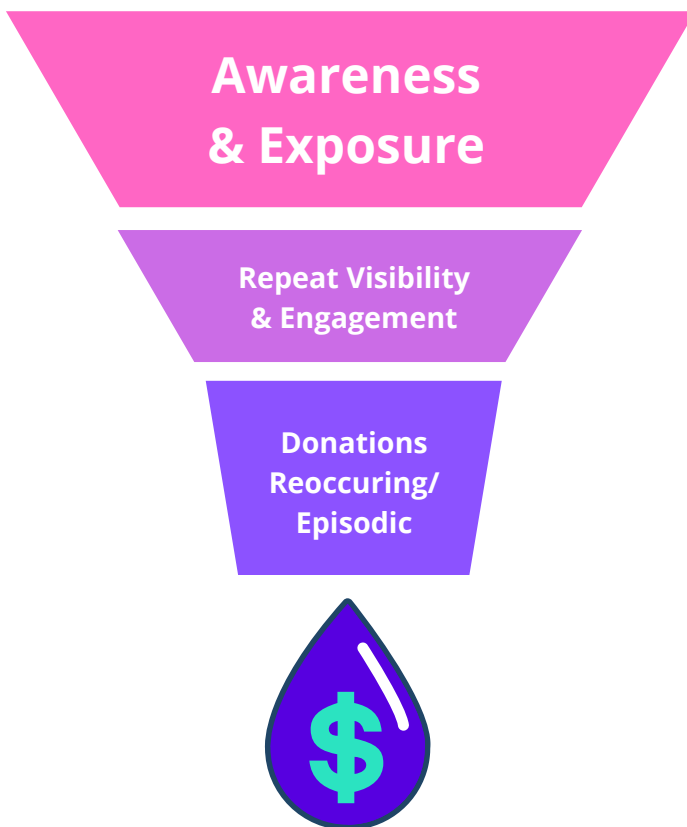 Awareness
& Exposure
Repeat Visibility
& Engagement
Donations
Reoccuring/
Episodic
$